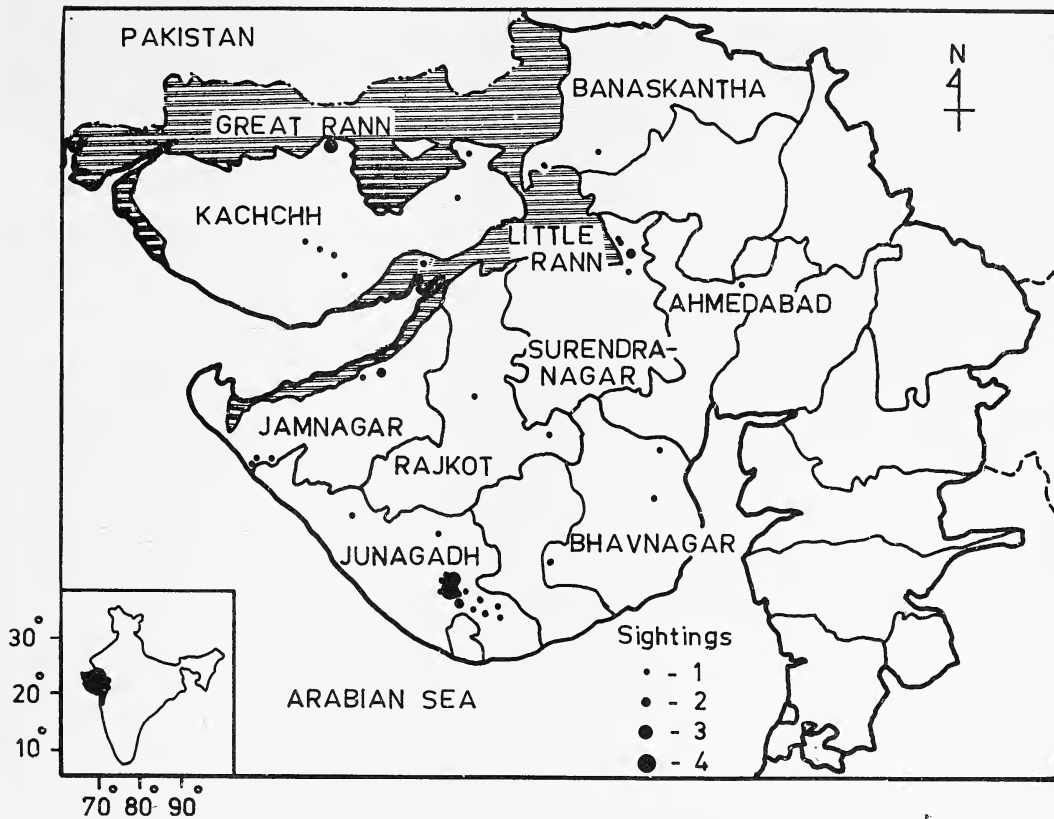 PAKISTAN
N
BANASKANTHA
GREAT RANN
KACHCHH
LITTLE
RANN
AHMEDABAD
SURENDRA-
NAGAR
JAMNAGAR
RAJKOT
JUNAGADH
BHAVNAGAR
Sightings
- 1
- 2
- 3
- 4
ARABIAN SEA
30°
20°
10°
70° 80° 90°